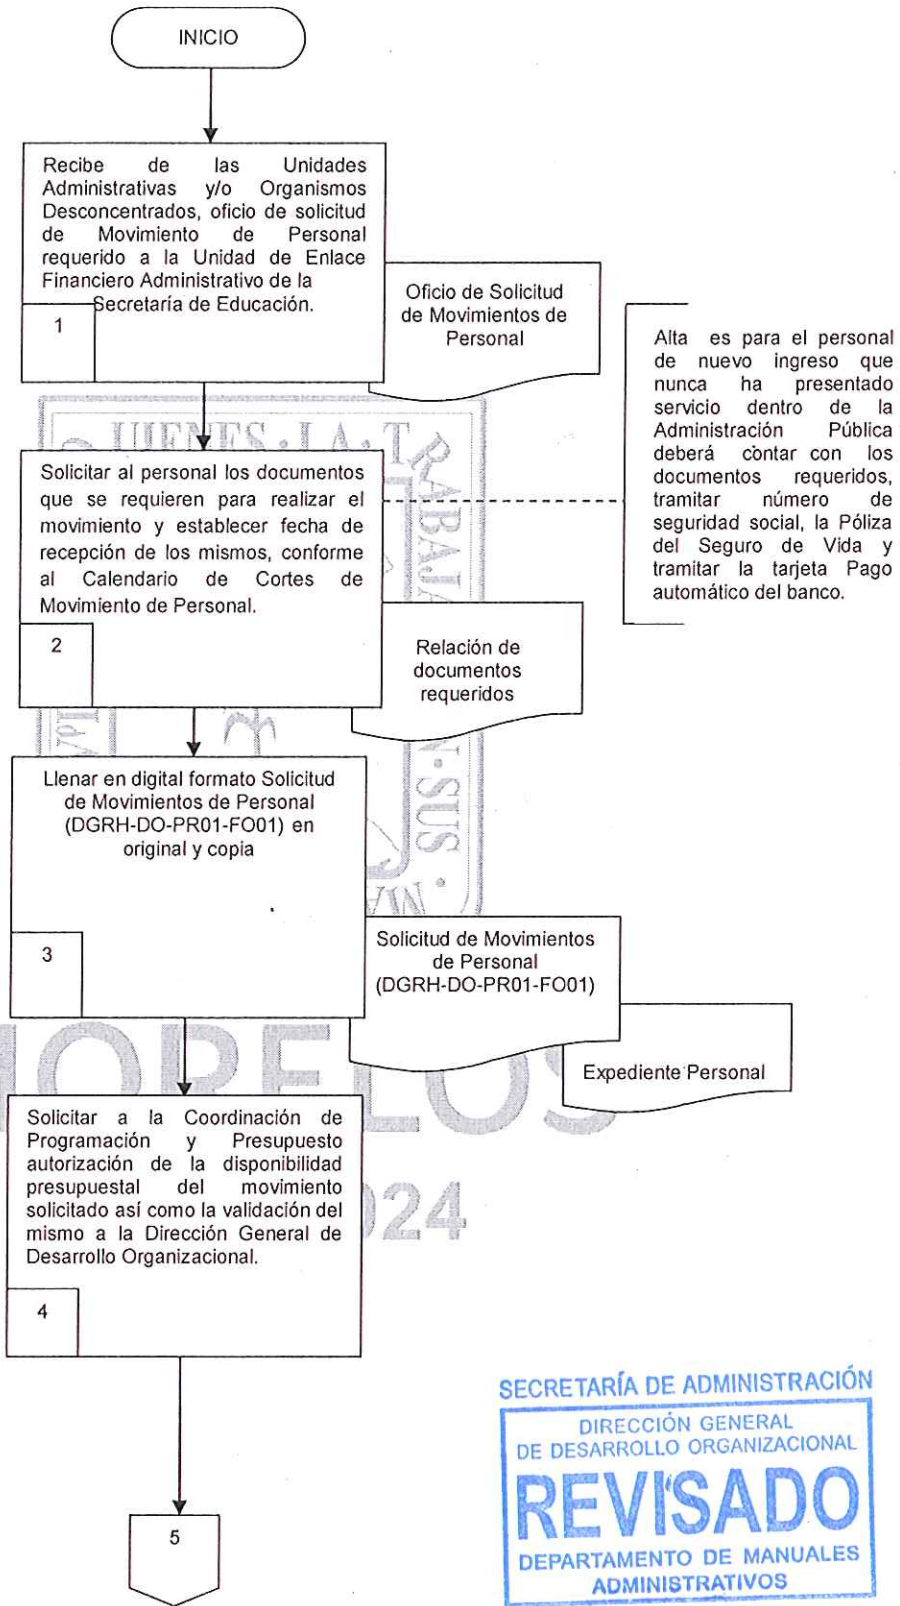 INICIO
Recibe de las Unidades
Administrativas y/o Organismos
Desconcentrados, oficio de solicitud
de Movimiento de Personal
requerido a la Unidad de Enlace
Financiero Administrativo de la
Secretaría de Educación.
1
Oficio de Solicitud
de Movimientos de
Personal
Alta es para el personal
de nuevo ingreso que
nunca ha presentado
servicio dentro de la
Administración Pública
deberá contar con los
documentos requeridos,
tramitar número de
seguridad social, la Póliza
del Seguro de Vida y
tramitar la tarjeta Pago
automático del banco.
Solicitar al personal los documentos
que se requieren para realizar el
movimiento y establecer fecha de
recepción de los mismos, conforme
al Calendario de Cortes de
Movimiento de Personal.
2
Relación de
documentos
requeridos
Llenar en digital formato Solicitud
de Movimientos de Personal
(DGRH-DO-PR01-FO01) en
original y copia
3
Solicitud de Movimientos
de Personal
(DGRH-DO-PR01-FO01)
Expediente Personal
Solicitar a la Coordinación de
Programación y Presupuesto
autorización de la disponibilidad
presupuestal del movimiento
solicitado así como la validación del
mismo a la Dirección General de
Desarrollo Organizacional.
4
5
SECRETARÍA DE ADMINISTRACIÓN
DIRECCIÓN GENERAL
DE DESARROLLO ORGANIZACIONAL
REVISADO
DEPARTAMENTO DE MANUALES
ADMINISTRATIVOS